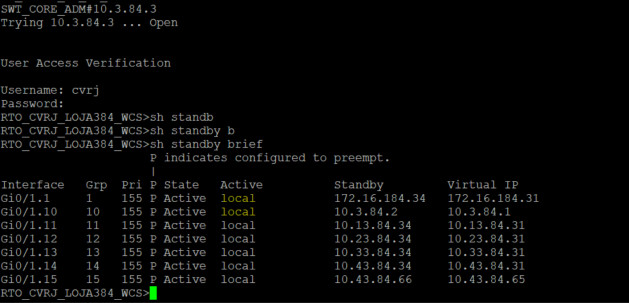 SWT_CORE_ADM#10.3.84.3
Trying 10.3.84.3 ... Open
User Access Verification
Username: cvrj
Password:
RTO_CVRJ_LOJA384_WCS>sh standb
RTO_CVRJ_LOJA384_WCS>sh standby b
RTO_CVRJ_LOJA384_WCS>sh standby brief
P indicates configured to preempt.
|
Interface Grp Pri P State Active Standby Virtual IP
Gi0/1.1 1 155 P Active local 172.16.184.34 172.16.184.31
Gi0/1.10 10 155 P Active local 10.3.84.2 10.3.84.1
Gi0/1.11 11 155 P Active local 10.13.84.34 10.13.84.31
Gi0/1.12 12 155 P Active local 10.23.84.34 10.23.84.31
Gi0/1.13 13 155 P Active local 10.33.84.34 10.33.84.31
Gi0/1.14 14 155 P Active local 10.43.84.34 10.43.84.31
Gi0/1.15 15 155 P Active local 10.43.84.66 10.43.84.65
RTO_CVRJ_LOJA384_WCS>